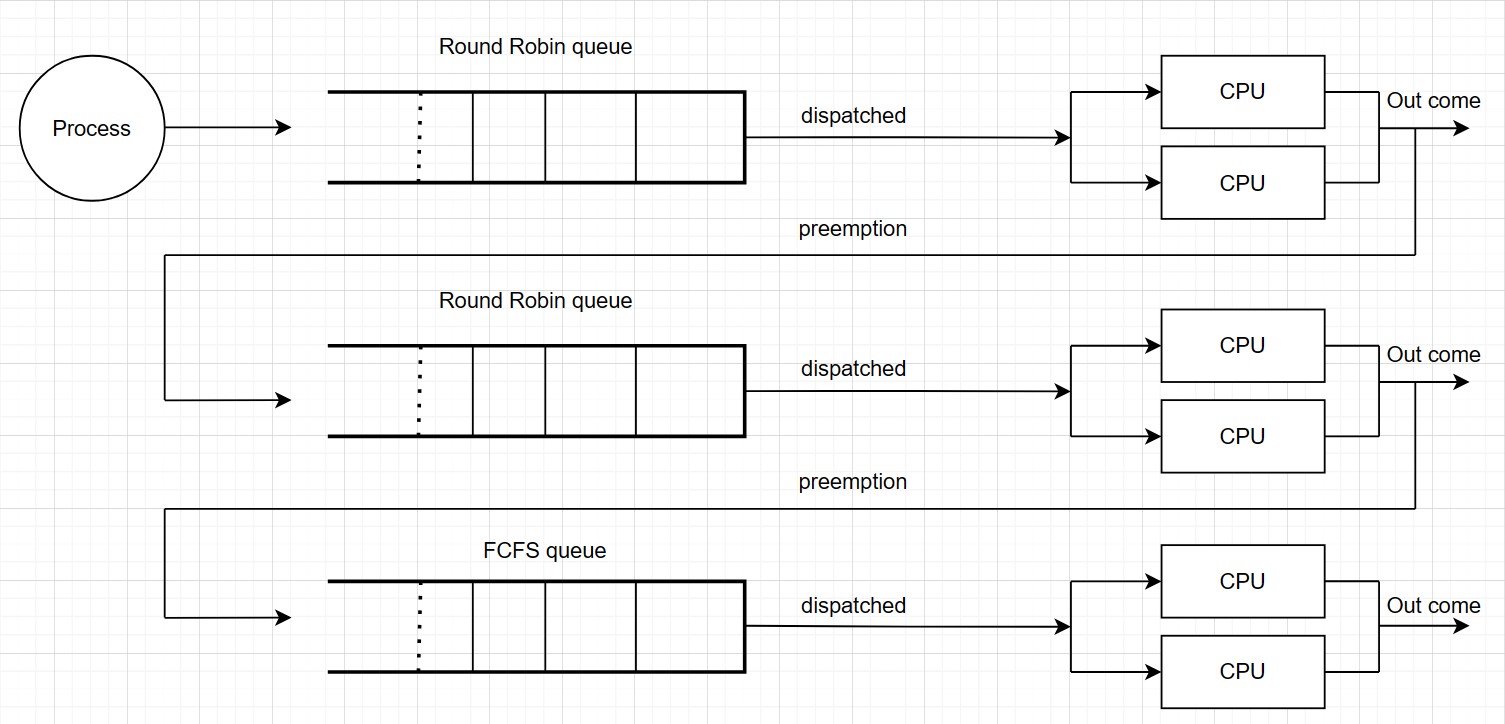 Round Robin queue
Process
dispatched
CPU
Out come
CPU
preemption
Round Robin queue
dispatched
CPU
Out come
CPU
preemption
FCFS queue
dispatched
CPU
Out come
CPU